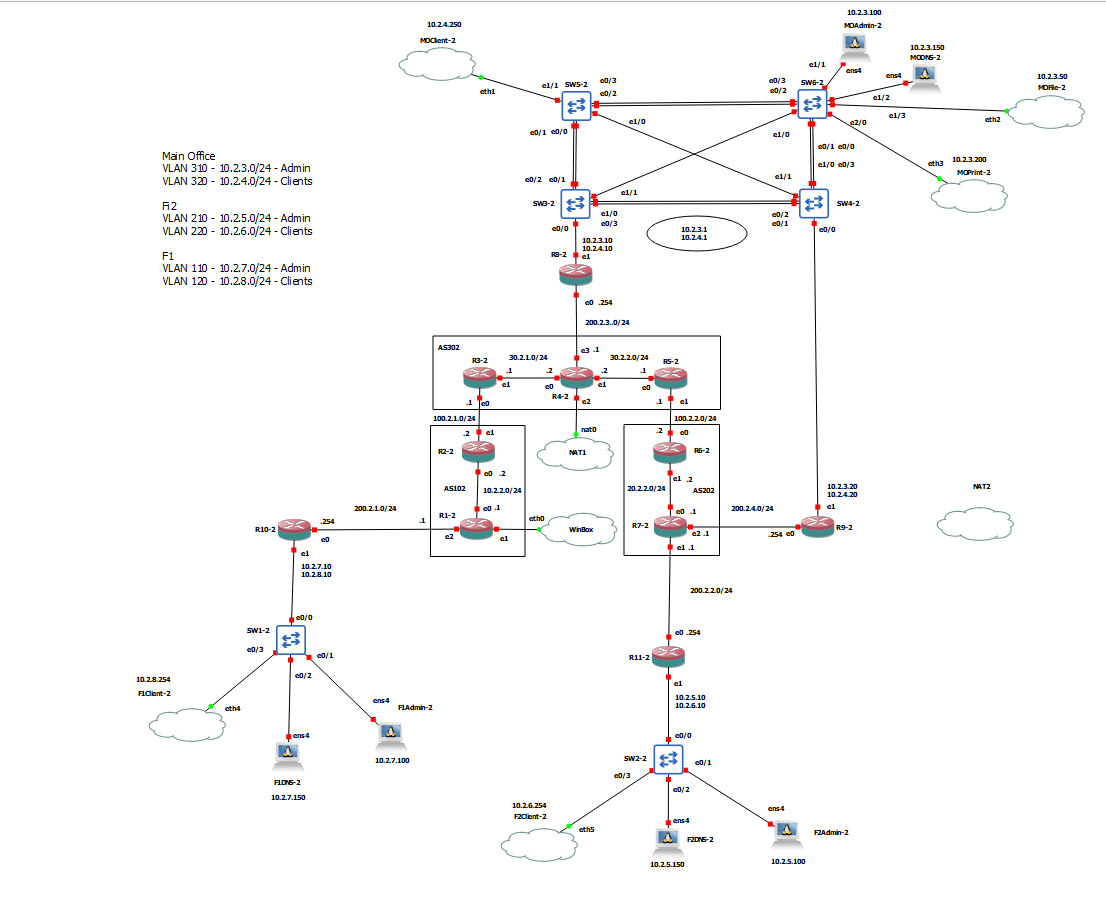 10.2.3.100
MOAdmin-2
10.2.4.250
MOClient-2
10.2.3.150
MODNS-2
e1/1
ens4
ens4
10.2.3.50
MOFile-2
eth1
e1/1
SW5-2
e0/3
e0/2
e0/3
e0/2
SW6-2
e1/2
e1/3
eth2
e1/0
e2/0
e0/1 e0/0
e1/0
e0/1 e0/0
e1/0 e0/3
eth3
10.2.3.200
MOPrint-2
Main Office
VLAN 310 - 10.2.3.0/24 - Admin
VLAN 320 - 10.2.4.0/24 - Clients
Fi2
VLAN 210 - 10.2.5.0/24 - Admin
VLAN 220 - 10.2.6.0/24 - Clients
F1
VLAN 110 - 10.2.7.0/24 - Admin
VLAN 120 - 10.2.8.0/24 - Clients
e0/2 e0/1
e1/1
e1/1
SW3-2
SW4-2
e1/0
e0/3
e0/2
e0/1
e0/0
e0/0
10.2.3.1
10.2.4.1
10.2.3.10
10.2.4.10
R8-2
e1
e0 .254
200.2.3..0/24
AS302
e3 .1
R3-2
30.2.1.0/24
30.2.2.0/24
R5-2
.1
.2
.2
.1
e1
e0
e1
e0
R4-2
.1 e0
e2
.1 e1
100.2.1.0/24
100.2.2.0/24
.2 e1
nat0
.2 e0
R2-2
NAT1
R6-2
e0 .2
e1 .2
AS102
10.2.2.0/24
20.2.2.0/24
AS202
10.2.3.20
10.2.4.20
NAT2
200.2.1.0/24
e0 .1
R1-2
eth0
WinBox
e0 .1
200.2.4.0/24
e1
.254
.1
R10-2
e0
e2
e1
R7-2
e2 .1
.254 e0
R9-2
e1
e1 .1
10.2.7.10
10.2.8.10
200.2.2.0/24
e0/0
SW1-2
e0 .254
e0/3
e0/1
R11-2
e0/2
e1
10.2.8.254
F1Client-2
10.2.5.10
10.2.6.10
eth4
ens4
F1Admin-2
ens4
e0/0
10.2.7.100
SW2-2
e0/1
e0/3
F1DNS-2
10.2.7.150
e0/2
10.2.6.254
F2Client-2
ens4
ens4
eth5
F2DNS-2
F2Admin-2
10.2.5.150
10.2.5.100